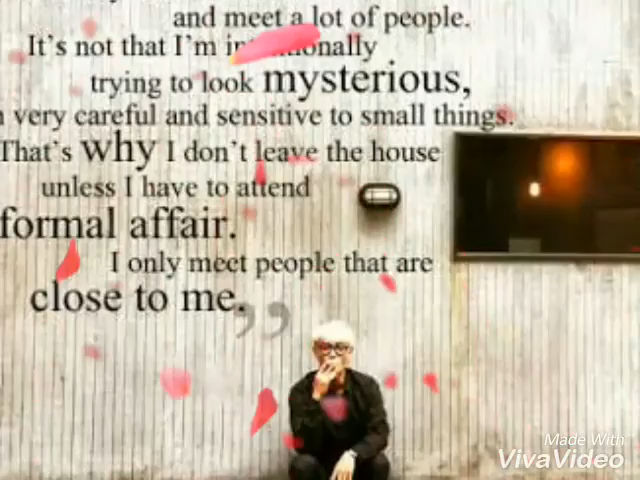 and meet a lot of people.
It's not that I'm
trying to look mysterious,
very careful and sensitive to small things.
That's why I don't leave the house
unless I have to attend
formal affair.
I only meet people that are
close to me.”
Made With
VivaVideo